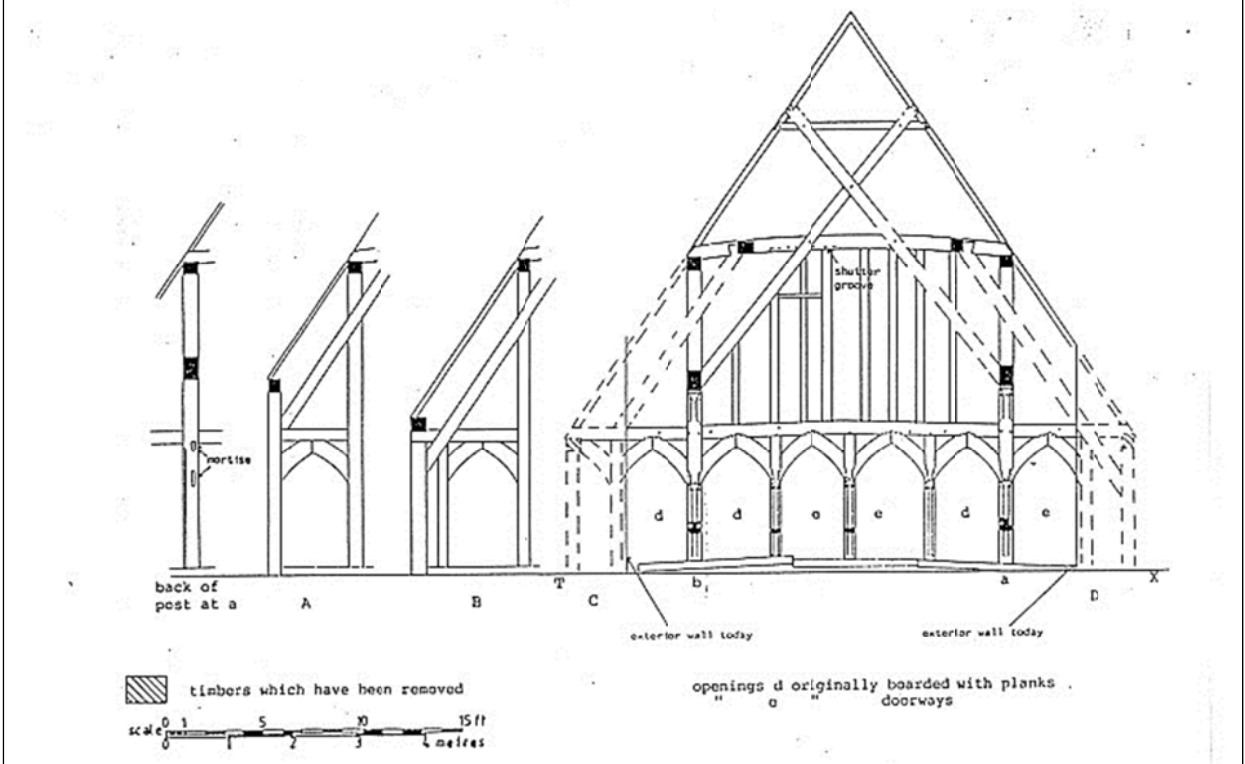 shutter
groove
mortise
d d o e d e
back of
post at a
A
B
T
C
b
a
D
X
exterior wall today
exterior wall today
timbers which have been removed
openings d originally boarded with planks
" o " doorways
scale
0 1 5 10 15 ft
0 1 2 3 4 metres